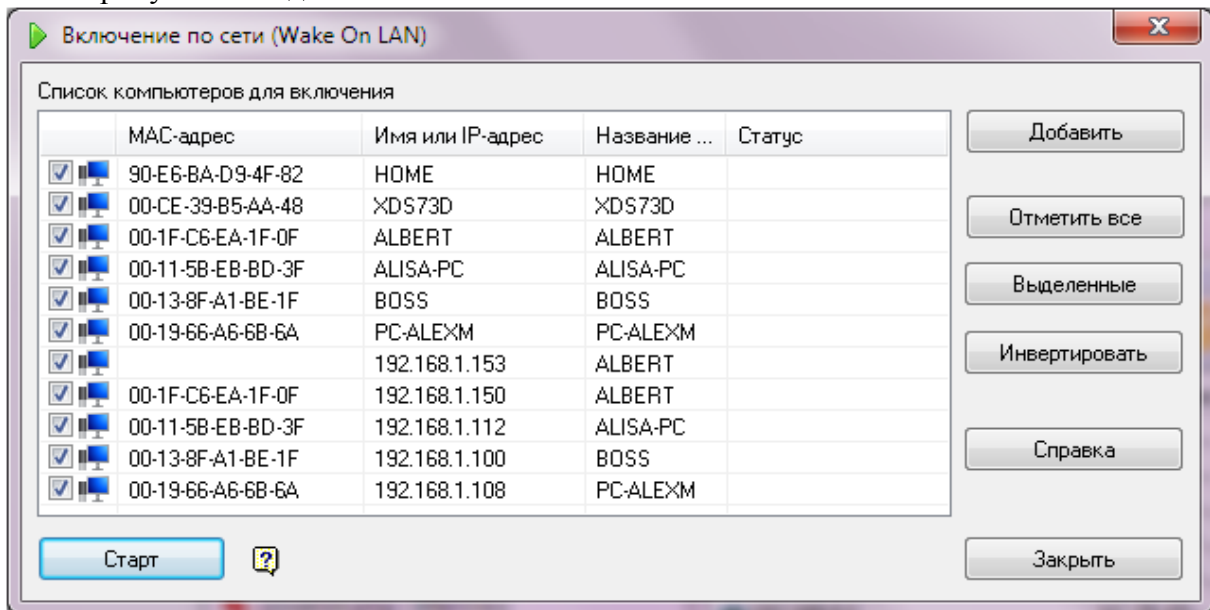 Включение по сети (Wake On LAN)
Список компьютеров для включения
MAC-адрес Имя или IP-адрес Название ... Статус
90-E6-BA-D9-4F-82 HOME HOME
00-CE-39-B5-AA-48 XDS73D XDS73D
00-1F-C6-EA-1F-0F ALBERT ALBERT
00-11-5B-EB-BD-3F ALISA-PC ALISA-PC
00-13-8F-A1-BE-1F BOSS BOSS
00-19-66-A6-6B-6A PC-ALEXM PC-ALEXM
192.168.1.153 ALBERT
00-1F-C6-EA-1F-0F 192.168.1.150 ALBERT
00-11-5B-EB-BD-3F 192.168.1.112 ALISA-PC
00-13-8F-A1-BE-1F 192.168.1.100 BOSS
00-19-66-A6-6B-6A 192.168.1.108 PC-ALEXM
Добавить
Отметить все
Выделенные
Инвертировать
Справка
Старт
Закрыть